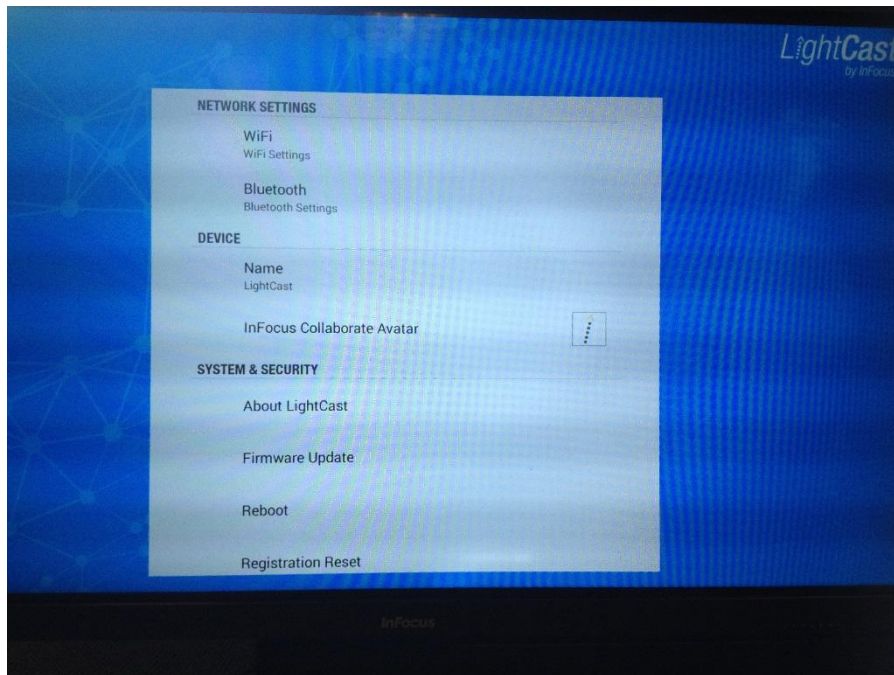 LightCast
by InFocus
NETWORK SETTINGS
WiFi
WiFi Settings
Bluetooth
Bluetooth Settings
DEVICE
Name
LightCast
InFocus Collaborate Avatar
SYSTEM & SECURITY
About LightCast
Firmware Update
Reboot
Registration Reset
InFocus